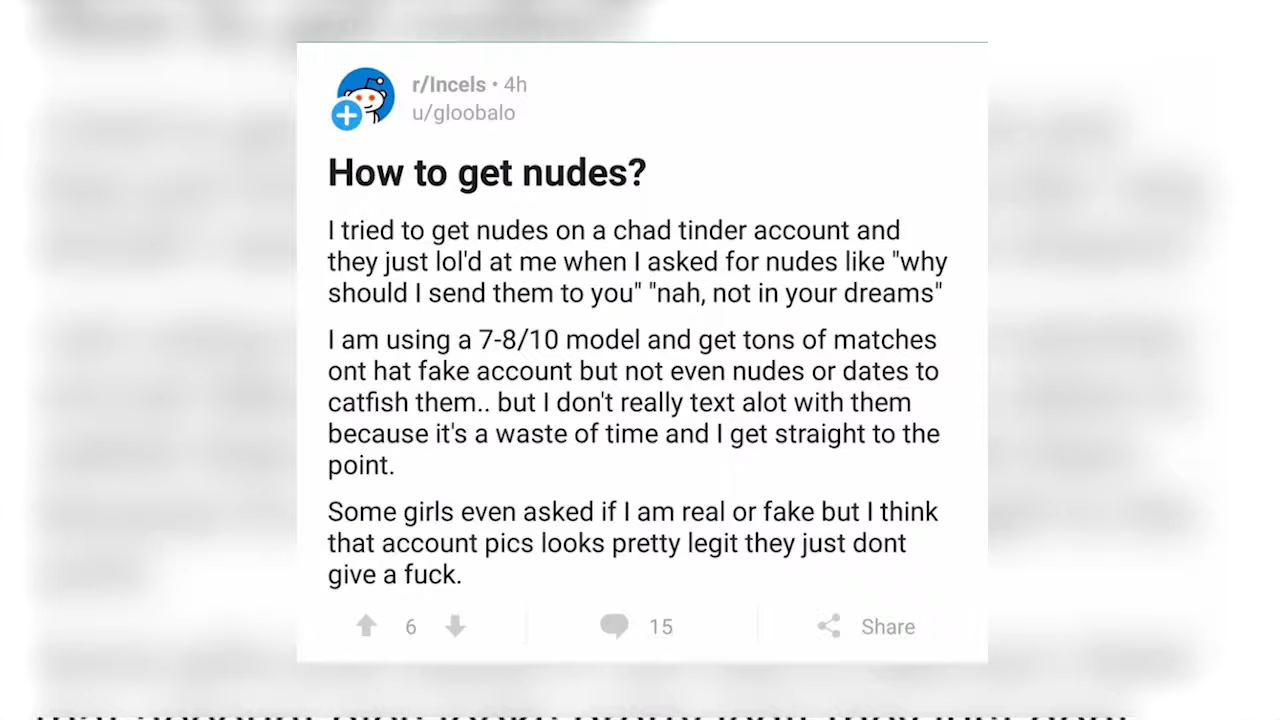 r/Incels • 4h
u/gloobalo
How to get nudes?
I tried to get nudes on a chad tinder account and
they just lol'd at me when I asked for nudes like "why
should I send them to you" "nah, not in your dreams"
I am using a 7-8/10 model and get tons of matches
ont hat fake account but not even nudes or dates to
catfish them.. but I don't really text alot with them
because it's a waste of time and I get straight to the
point.
Some girls even asked if I am real or fake but I think
that account pics looks pretty legit they just dont
give a fuck.
6 15 Share